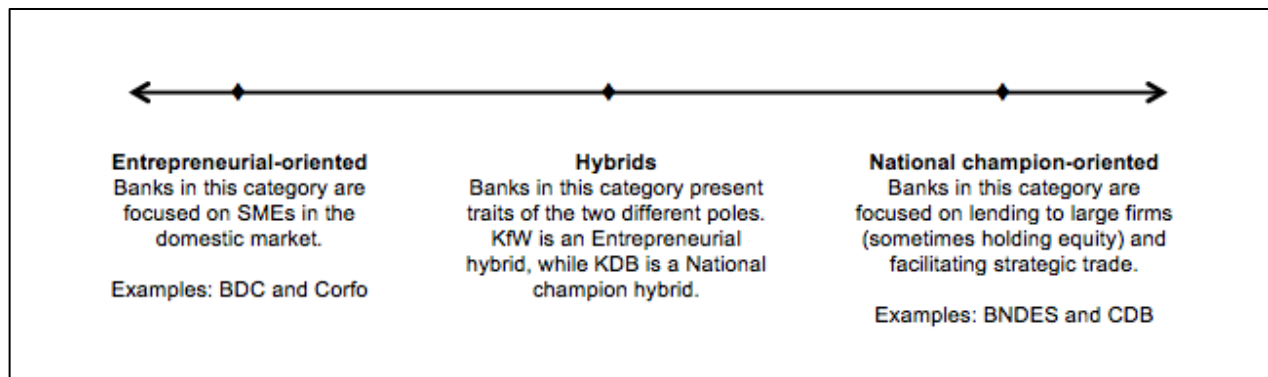 Entrepreneurial-oriented
Banks in this category are
focused on SMEs in the
domestic market.
Examples: BDC and Corfo
Hybrids
Banks in this category present
traits of the two different poles.
KfW is an Entrepreneurial
hybrid, while KDB is a National
champion hybrid.
National champion-oriented
Banks in this category are
focused on lending to large firms
(sometimes holding equity) and
facilitating strategic trade.
Examples: BNDES and CDB